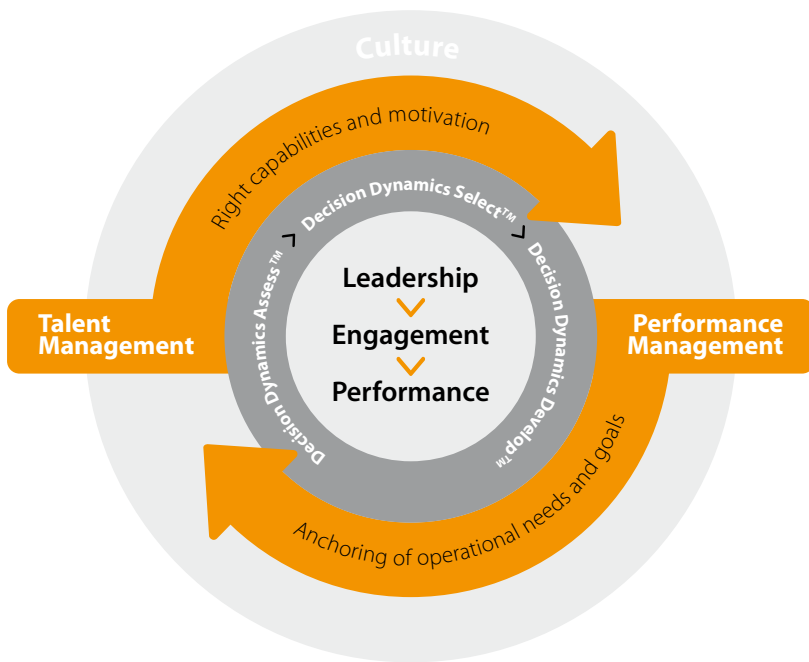 Culture
Right capabilities and motivation
Decision Dynamics Assess™
Decision Dynamics Select™
Decision Dynamics Develop™
Talent
Management
Leadership
Engagement
Performance
Performance
Management
Anchoring of operational needs and goals